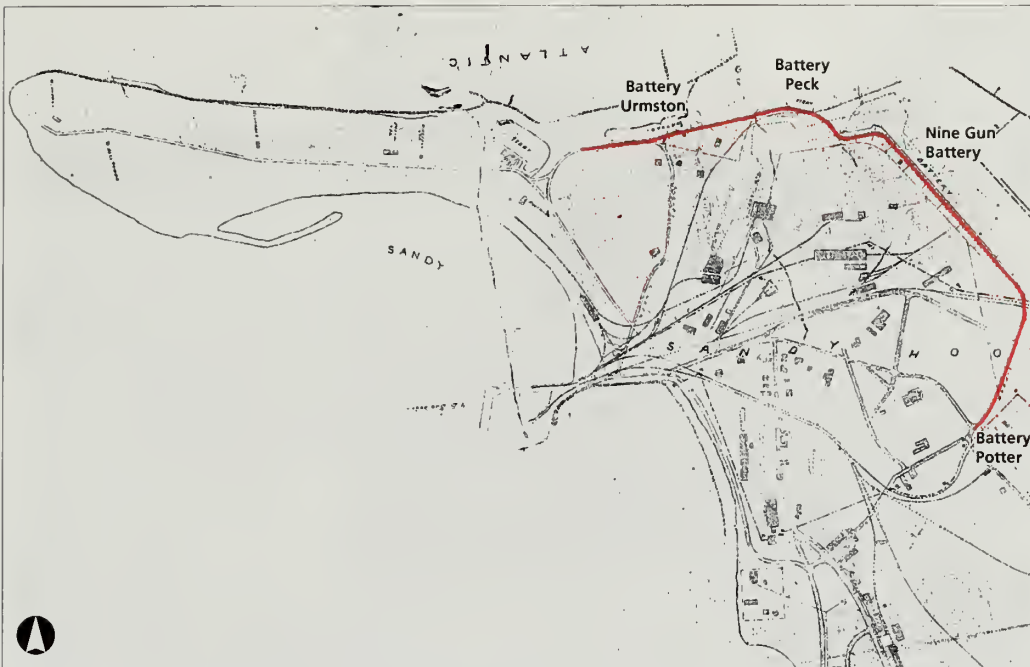 ATLANTIC
Battery
Peck
Battery
Urmston
Nine Gun
Battery
SANDY
SANDY HOO
Battery
Potter